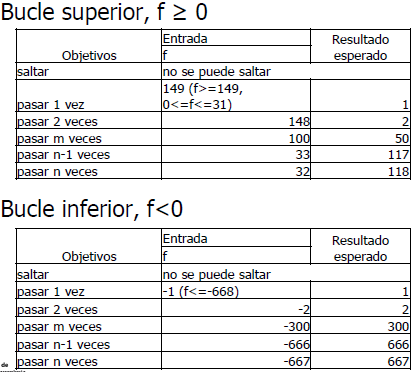 Bucle superior, f ≥ 0
Objetivos Entrada Resultado esperado
f
saltar no se puede saltar
pasar 1 vez 149 (f>=149, 0<=f<=31) 1
pasar 2 veces 148 2
pasar m veces 100 50
pasar n-1 veces 33 117
pasar n veces 32 118
Bucle inferior, f<0
Objetivos Entrada Resultado esperado
f
saltar no se puede saltar
pasar 1 vez -1 (f<=-668) 1
pasar 2 veces -2 2
pasar m veces -300 300
pasar n-1 veces -666 666
pasar n veces -667 667
de